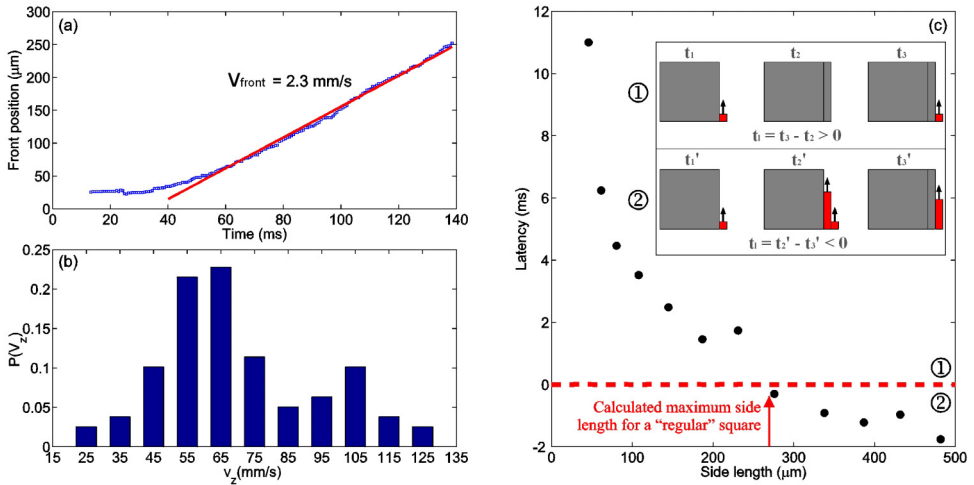 (a)
300
250
200
150
100
50
0
Front position (μm)
Vfront = 2.3 mm/s
0 20 40 60 80 100 120 140
Time (ms)
(b)
0.25
0.2
0.15
0.1
0.05
0
P(Vz)
15 25 35 45 55 65 75 85 95 105 115 125 135
vz(mm/s)
(c)
12
10
8
6
4
2
0
-2
Latency (ms)
t1 t2 t3
①
t1 = t3 - t2 > 0
t1' t2' t3'
②
t1 = t2' - t3' < 0
①
②
Calculated maximum side
length for a “regular” square
0 100 200 300 400 500
Side length (μm)